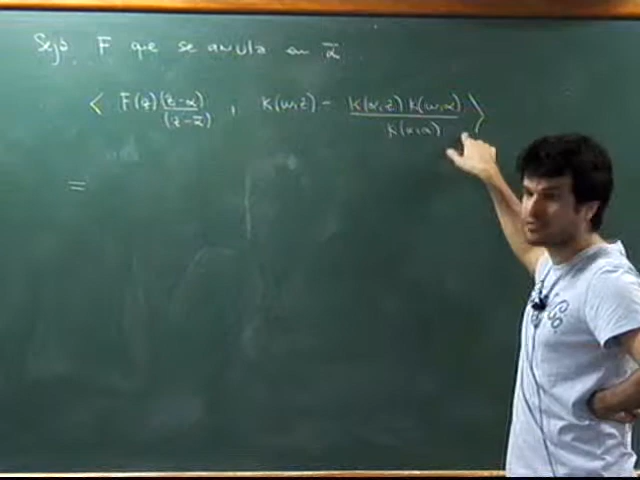 Seja F que se anula em ᾱ
⟨ F(z)(z-α)/(z-ᾱ) , K(w,z) - K(α,z) K(w,α)/K(α,α) ⟩
=